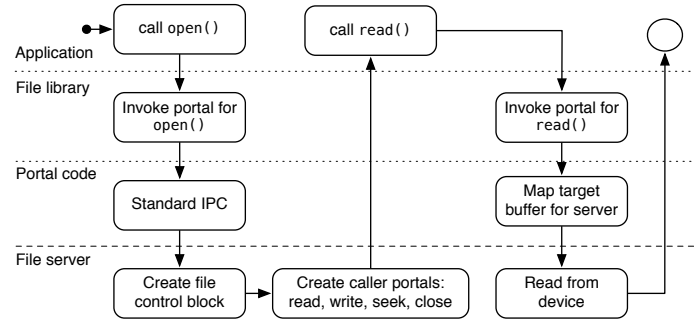 call open()
call read()
Application
File library
Invoke portal for
open()
Invoke portal for
read()
Portal code
Standard IPC
Map target
buffer for server
File server
Create file
control block
Create caller portals:
read, write, seek, close
Read from
device